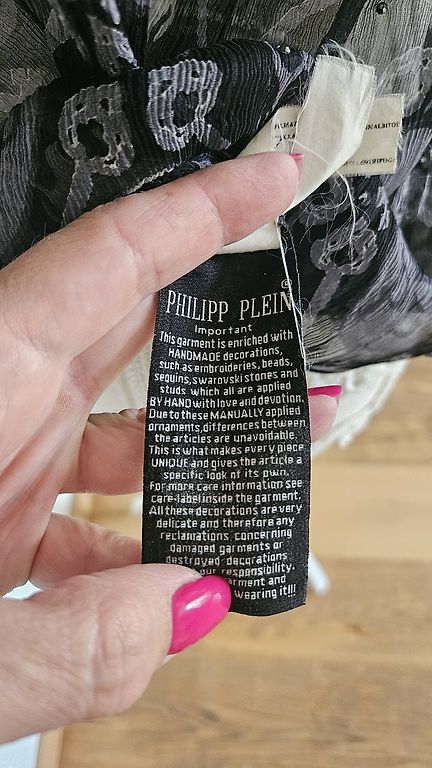 PHILIPP PLEIN®
Important
This garment is enriched with
HANDMADE decorations,
such as embroideries, beads,
sequins, swarovski stones and
studs which all are applied
BY HAND with love and devotion.
Due to these MANUALLY applied
ornaments, differences between
the articles are unavoidable.
This is what makes every piece
UNIQUE and gives the article a
specific look of its own.
For more care information see
care-label inside the garment.
All these decorations are very
delicate and therefore any
reclamations concerning
damaged garments or
destroyed decorations
our responsibility.
arment and
wearing it!!!